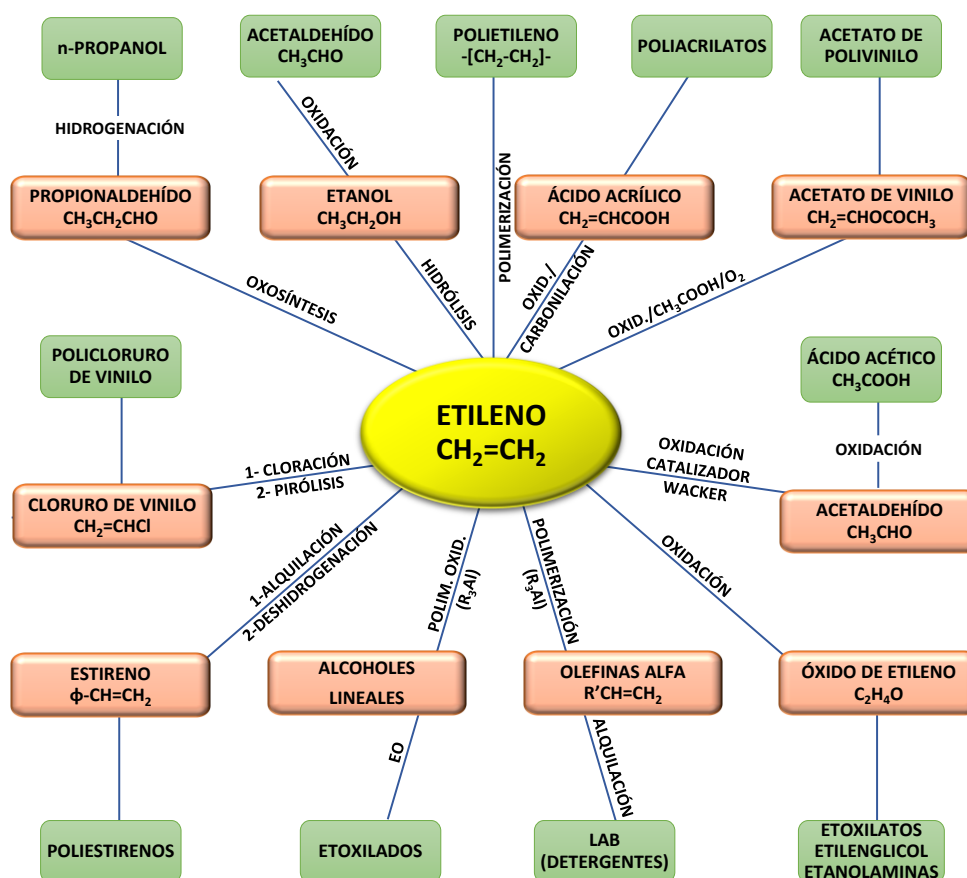 n-PROPANOL
ACETALDEHÍDO
CH₃CHO
POLIETILENO
-[CH₂-CH₂]-
POLIACRILATOS
ACETATO DE
POLIVINILO
HIDROGENACIÓN
OXIDACIÓN
POLIMERIZACIÓN
PROPIONALDEHÍDO
CH₃CH₂CHO
ETANOL
CH₃CH₂OH
ÁCIDO ACRÍLICO
CH₂=CHCOOH
ACETATO DE VINILO
CH₂=CHOCOCH₃
OXOSÍNTESIS
HIDRÓLISIS
OXID./
CARBONILACIÓN
OXID./CH₃COOH/O₂
POLICLORURO
DE VINILO
ETILENO
CH₂=CH₂
ÁCIDO ACÉTICO
CH₃COOH
1- CLORACIÓN
2- PIRÓLISIS
OXIDACIÓN
CATALIZADOR
WACKER
OXIDACIÓN
CLORURO DE VINILO
CH₂=CHCl
ACETALDEHÍDO
CH₃CHO
1-ALQUILACIÓN
2-DESHIDROGENACIÓN
POLIM. OXID.
(R₃Al)
POLIMERIZACIÓN
(R₃Al)
OXIDACIÓN
ESTIRENO
ϕ-CH=CH₂
ALCOHOLES
LINEALES
OLEFINAS ALFA
R’CH=CH₂
ÓXIDO DE ETILENO
C₂H₄O
EO
ALQUILACIÓN
POLIESTIRENOS
ETOXILADOS
LAB
(DETERGENTES)
ETOXILATOS
ETILENGLICOL
ETANOLAMINAS